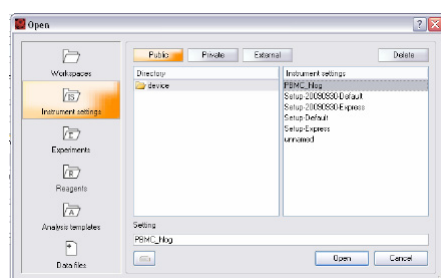 Open
Public
Private
External
Delete
Workspaces
Instrument settings
Experiments
Reagents
Analysis templates
Data files
Directory
device
Instrument settings
PBMC_Hlog
Setup-20090930-Default
Setup-20090930-Express
Setup-Default
Setup-Express
unnamed
Setting
PBMC_Hlog
Open
Cancel